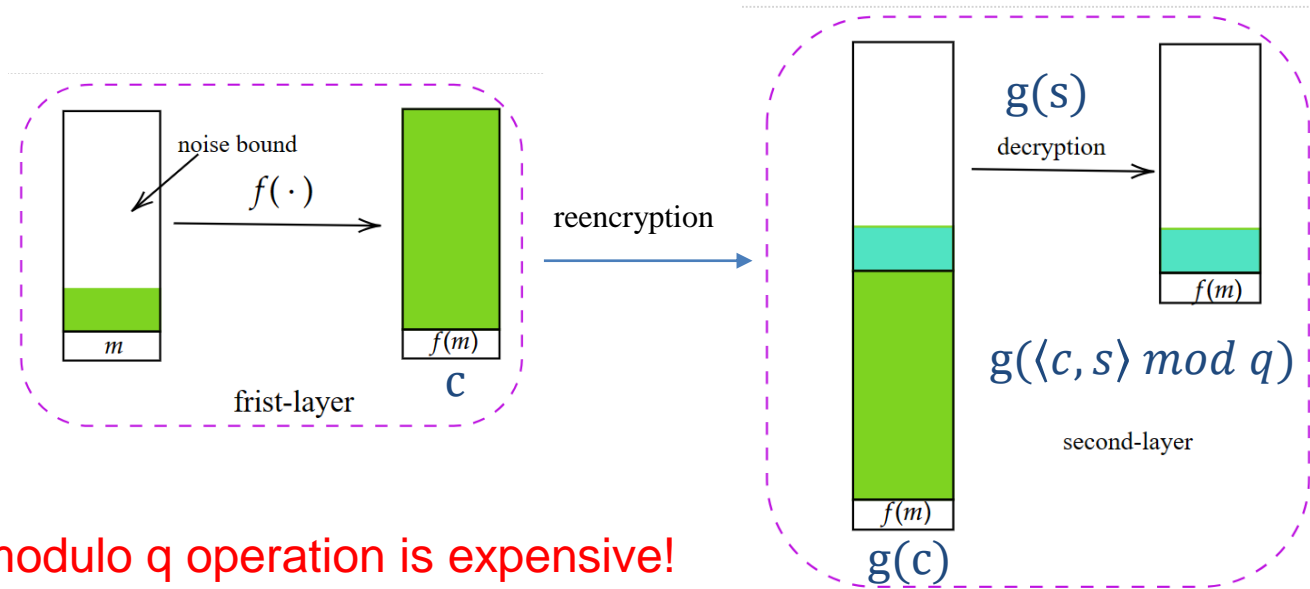 noise bound
f(·)
m
f(m)
c
frist-layer
reencryption
g(s)
decryption
f(m)
g(⟨c, s⟩ mod q)
second-layer
f(m)
g(c)
modulo q operation is expensive!